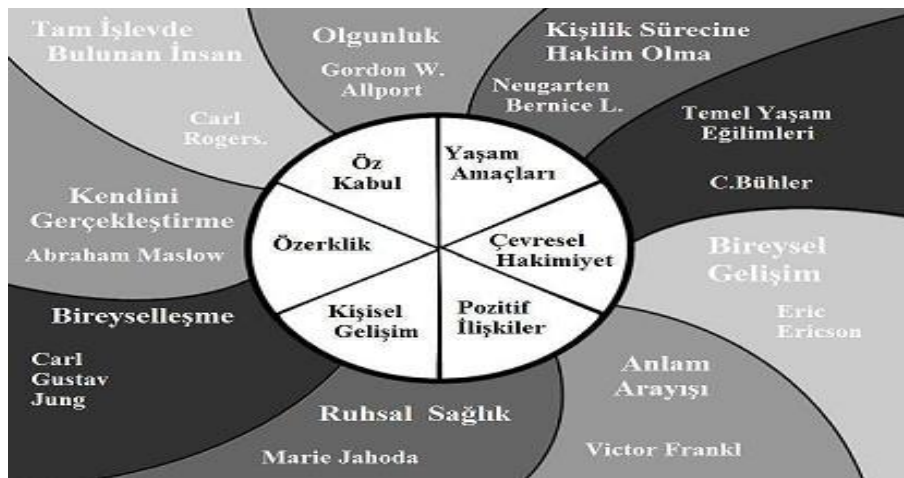 Tam İşlevde
Bulunan İnsan
Carl
Rogers.
Olgunluk
Gordon W.
Allport
Kişilik Sürecine
Hakim Olma
Neugarten
Bernice L.
Temel Yaşam
Eğilimleri
C.Bühler
Kendini
Gerçekleştirme
Abraham Maslow
Öz
Kabul
Yaşam
Amaçları
Özerklik
Çevresel
Hakimiyet
Kişisel
Gelişim
Pozitif
İlişkiler
Bireysel
Gelişim
Eric
Ericson
Bireyselleşme
Carl
Gustav
Jung
Ruhsal Sağlık
Marie Jahoda
Anlam
Arayışı
Victor Frankl